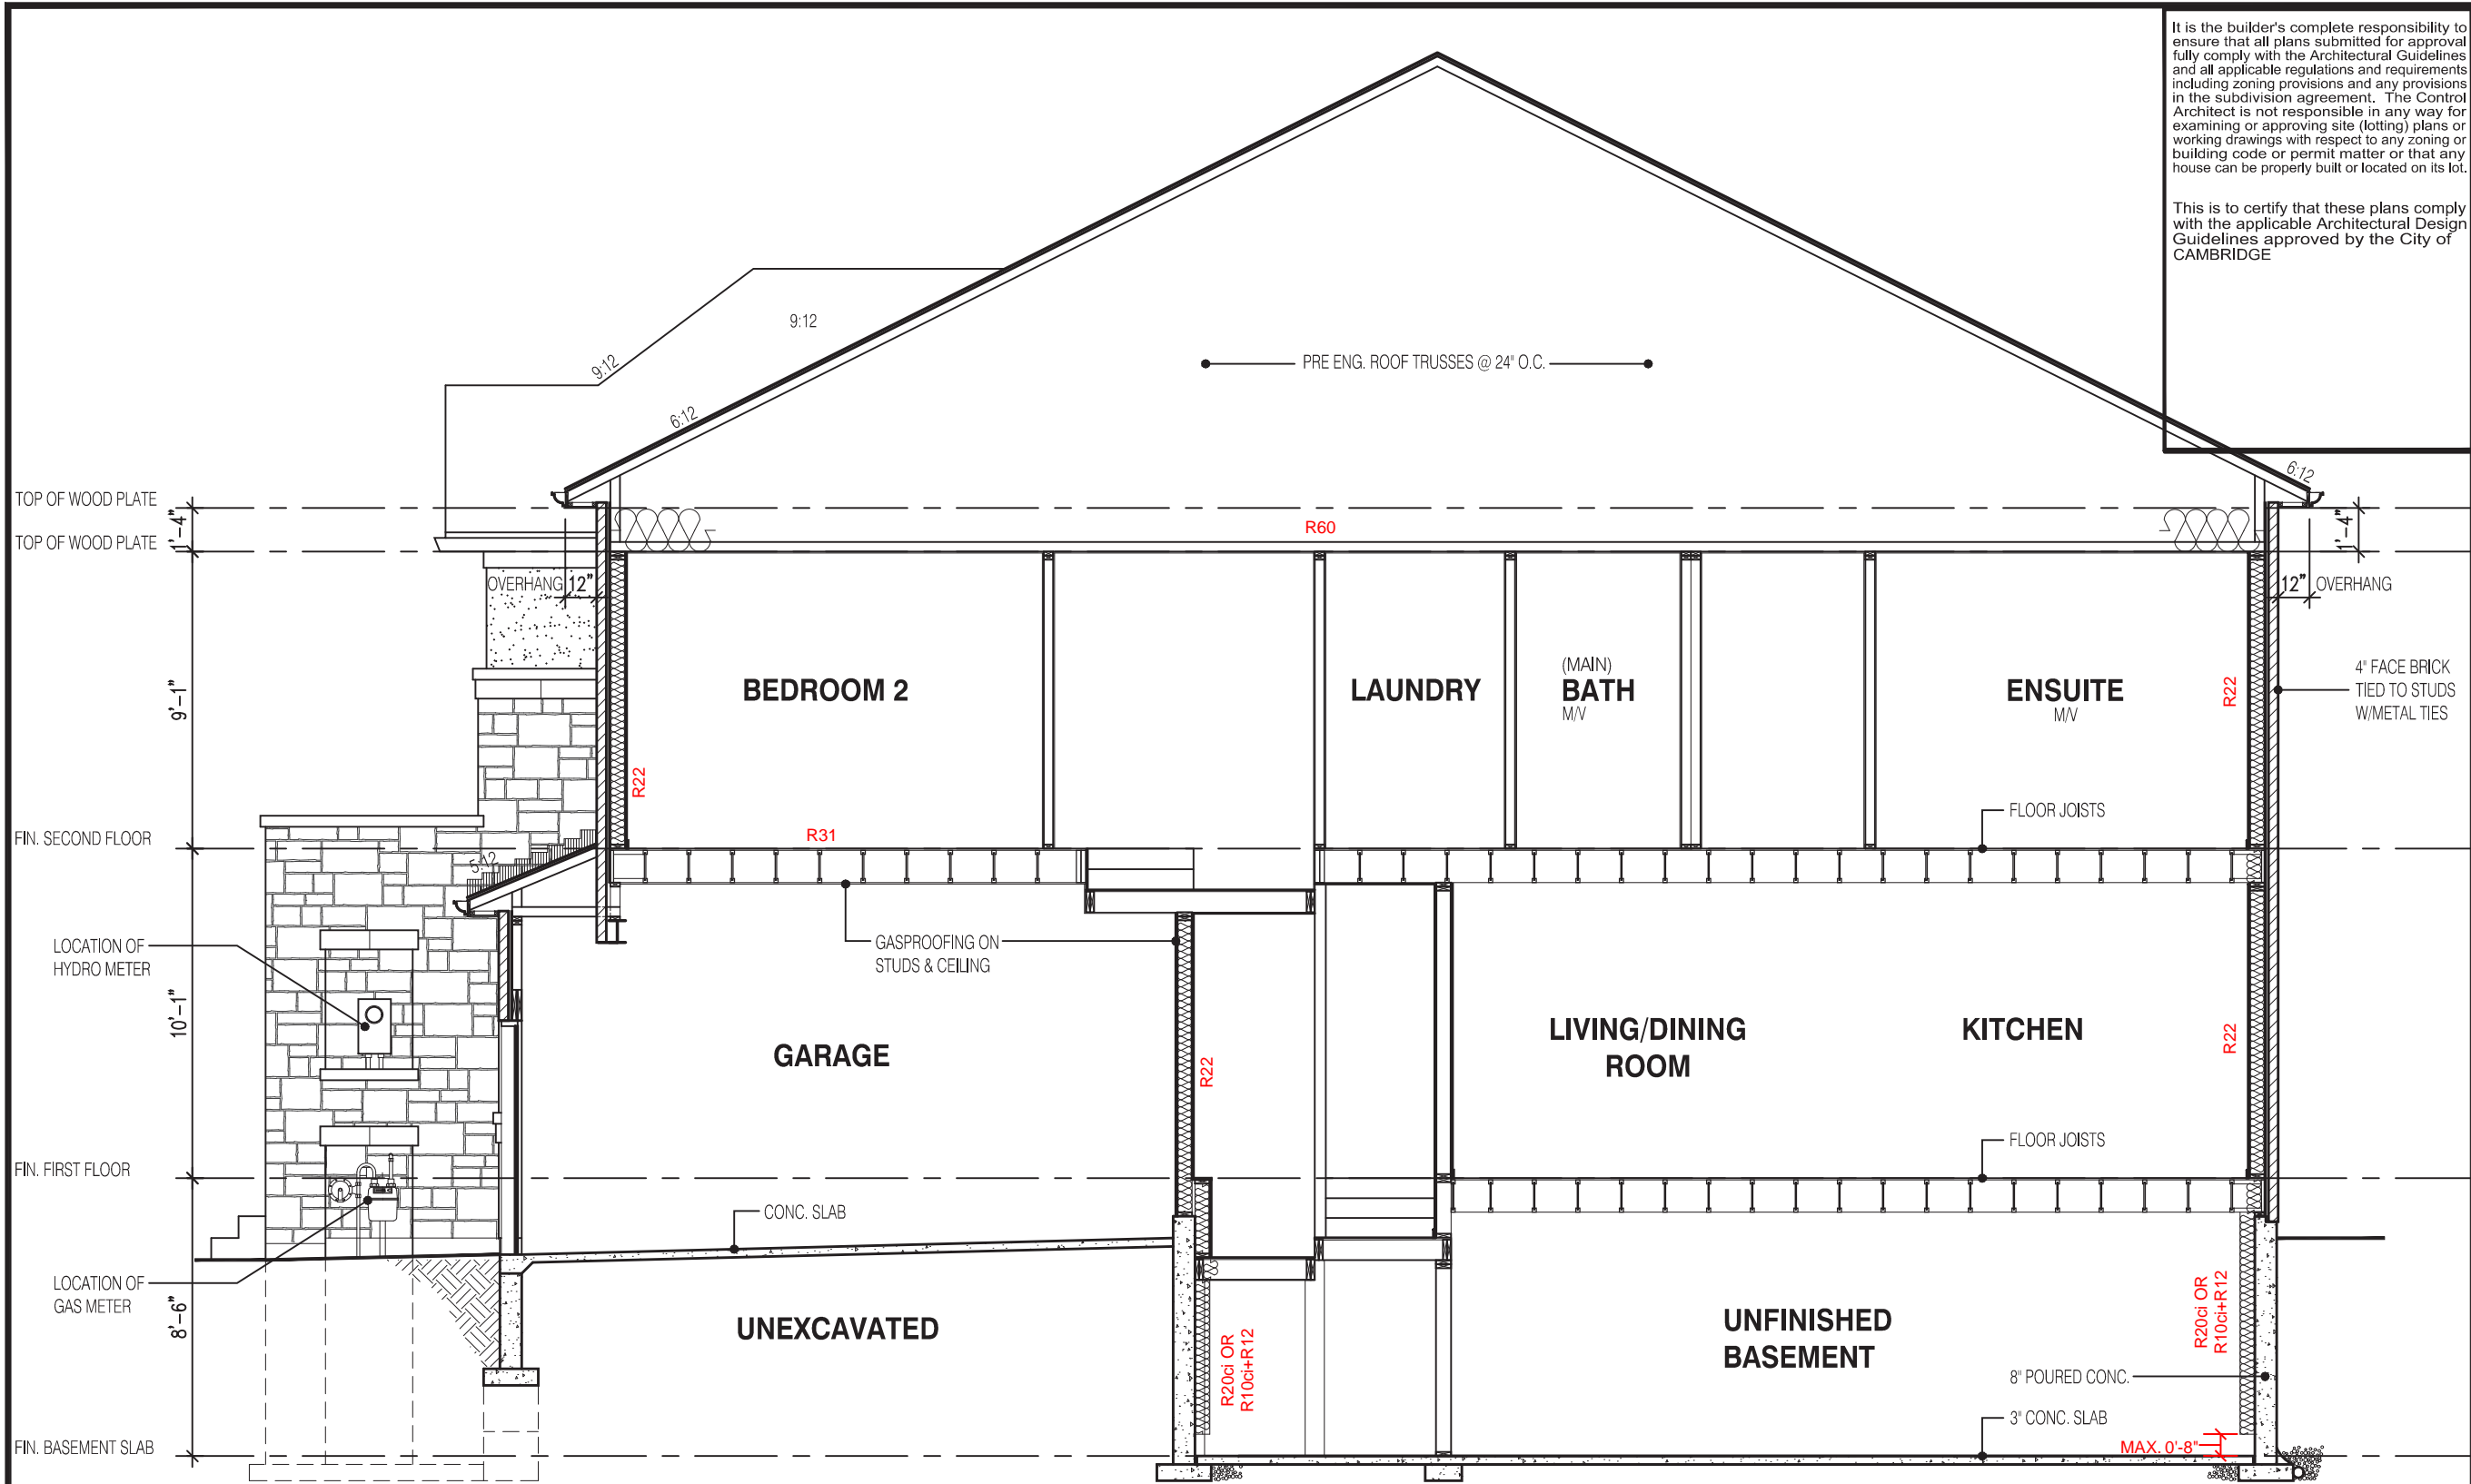 It is the builder's complete responsibility to
ensure that all plans submitted for approval
fully comply with the Architectural Guidelines
and all applicable regulations and requirements
including zoning provisions and any provisions
in the subdivision agreement. The Control
Architect is not responsible in any way for
examining or approving site (lotting) plans or
working drawings with respect to any zoning or
building code or permit matter or that any
house can be properly built or located on its lot.
This is to certify that these plans comply
with the applicable Architectural Design
Guidelines approved by the City of
CAMBRIDGE
9:12
9:12
6:12
PRE ENG. ROOF TRUSSES @ 24" O.C.
6:12
TOP OF WOOD PLATE
1'-4"
TOP OF WOOD PLATE
R60
1'-4"
OVERHANG 12"
12" OVERHANG
9'-1"
BEDROOM 2
LAUNDRY
(MAIN)
BATH
M/V
ENSUITE
M/V
R22
4" FACE BRICK
TIED TO STUDS
W/METAL TIES
R22
R31
FLOOR JOISTS
FIN. SECOND FLOOR
5:12
LOCATION OF
HYDRO METER
GASPROOFING ON
STUDS & CEILING
10'-1"
GARAGE
R22
LIVING/DINING
ROOM
KITCHEN
R22
FLOOR JOISTS
FIN. FIRST FLOOR
CONC. SLAB
LOCATION OF
GAS METER
8'-6"
UNEXCAVATED
R20ci OR
R10ci+R12
UNFINISHED
BASEMENT
R20ci OR
R10ci+R12
8" POURED CONC.
3" CONC. SLAB
MAX. 0'-8"
FIN. BASEMENT SLAB